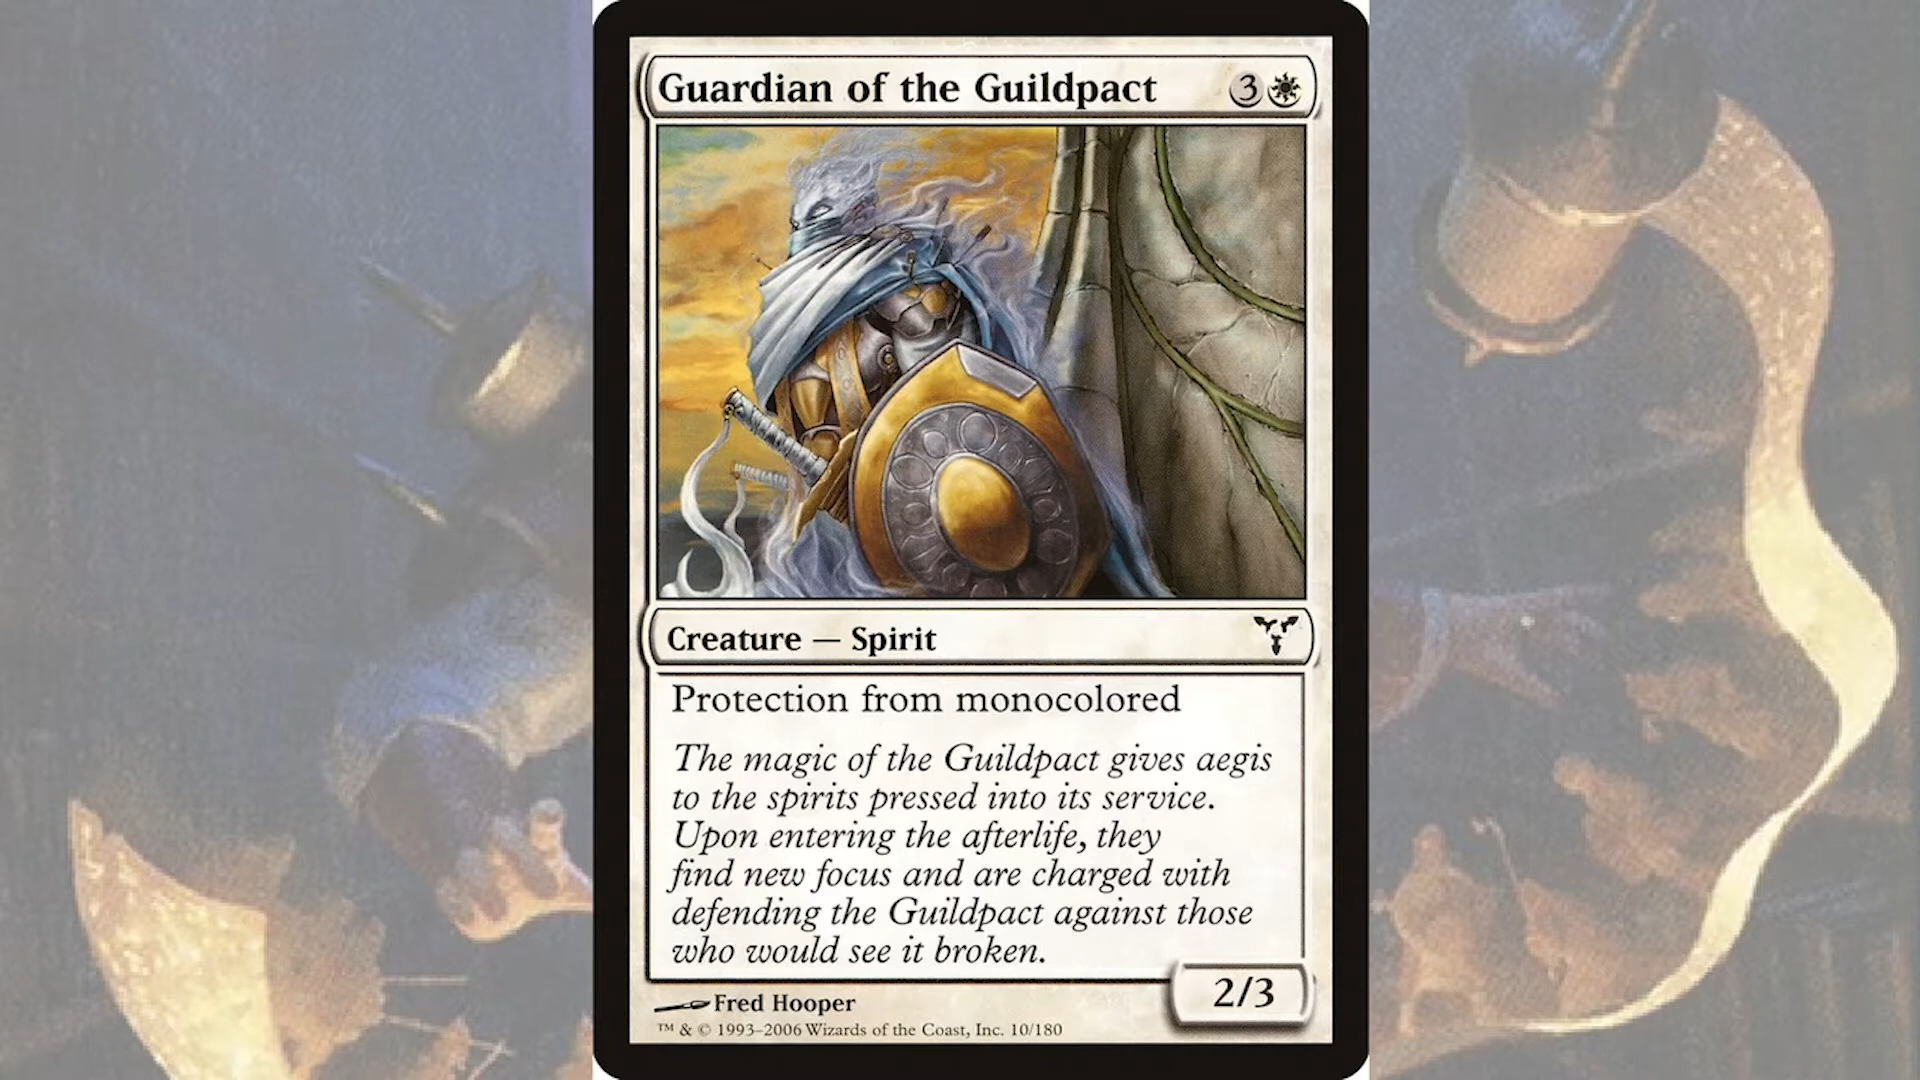 Guardian of the Guildpact 3
Creature — Spirit
Protection from monocolored
The magic of the Guildpact gives aegis
to the spirits pressed into its service.
Upon entering the afterlife, they
find new focus and are charged with
defending the Guildpact against those
who would see it broken.
2/3
Fred Hooper
™ & © 1993–2006 Wizards of the Coast, Inc. 10/180